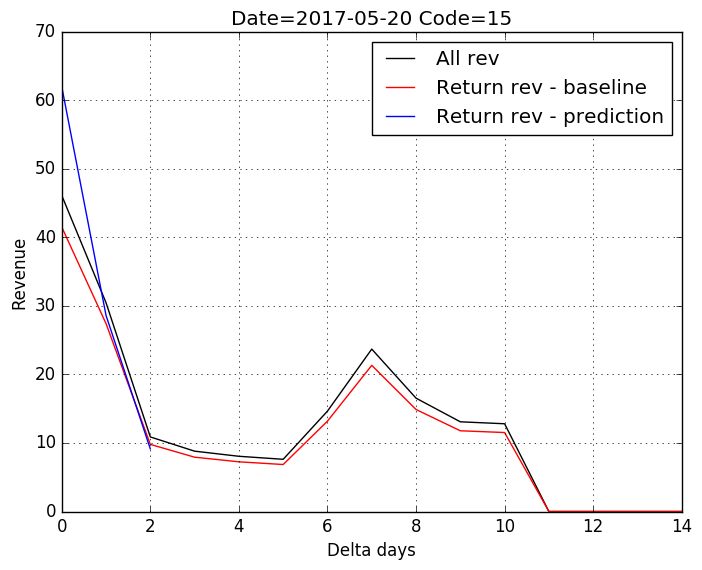 Date=2017-05-20 Code=15
70
60
50
40
30
20
10
0
Revenue
All rev
Return rev - baseline
Return rev - prediction
0 2 4 6 8 10 12 14
Delta days